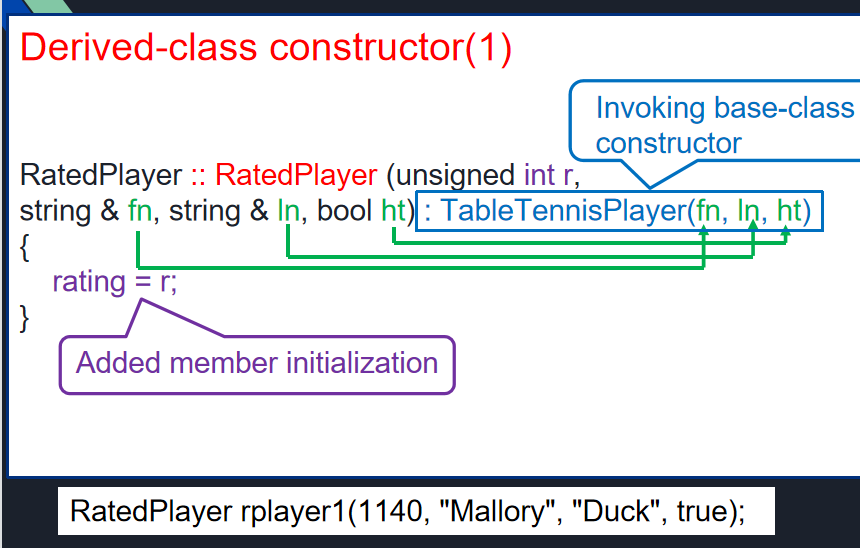 Derived-class constructor(1)
Invoking base-class
constructor
RatedPlayer :: RatedPlayer (unsigned int r,
string & fn, string & ln, bool ht) : TableTennisPlayer(fn, ln, ht)
{
rating = r;
}
Added member initialization
RatedPlayer rplayer1(1140, "Mallory", "Duck", true);